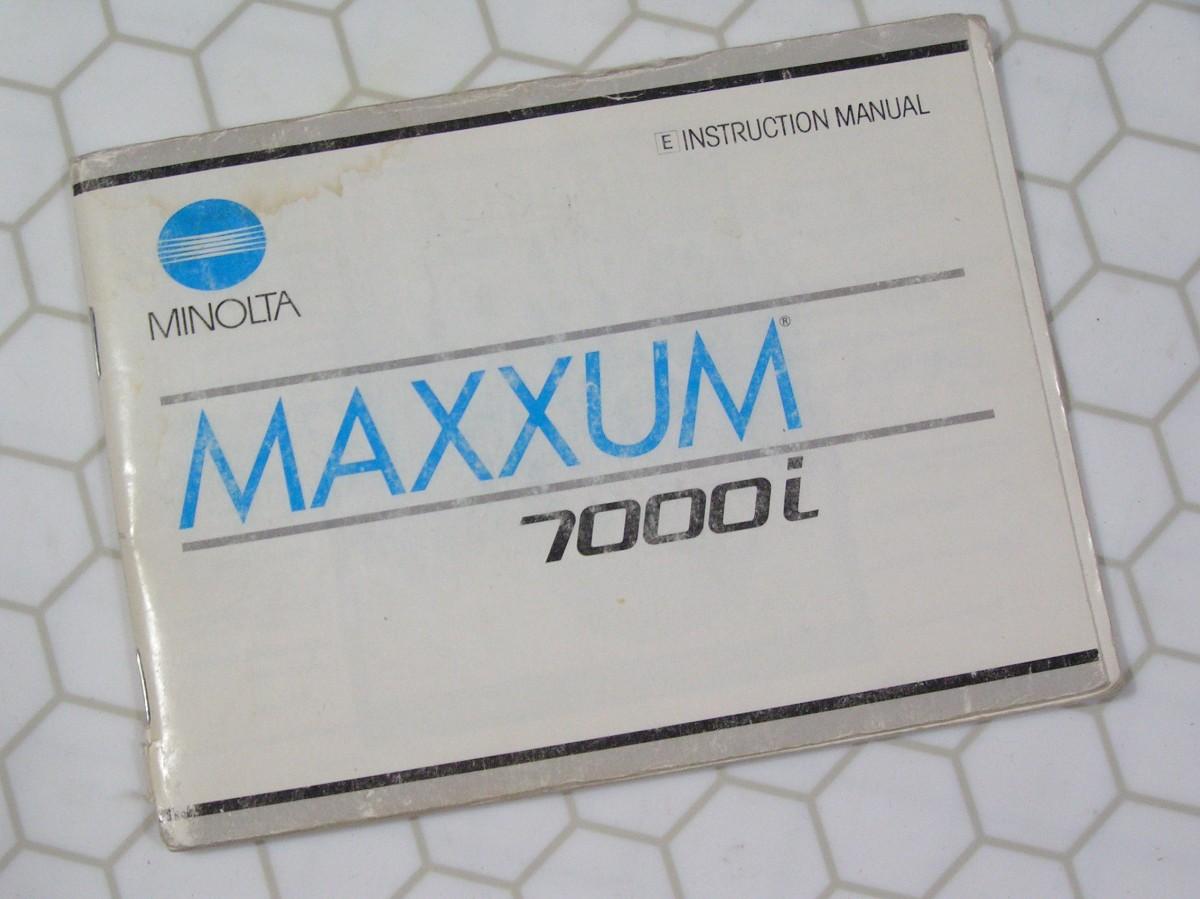 E INSTRUCTION MANUAL
MINOLTA
MAXXUM®
7000i